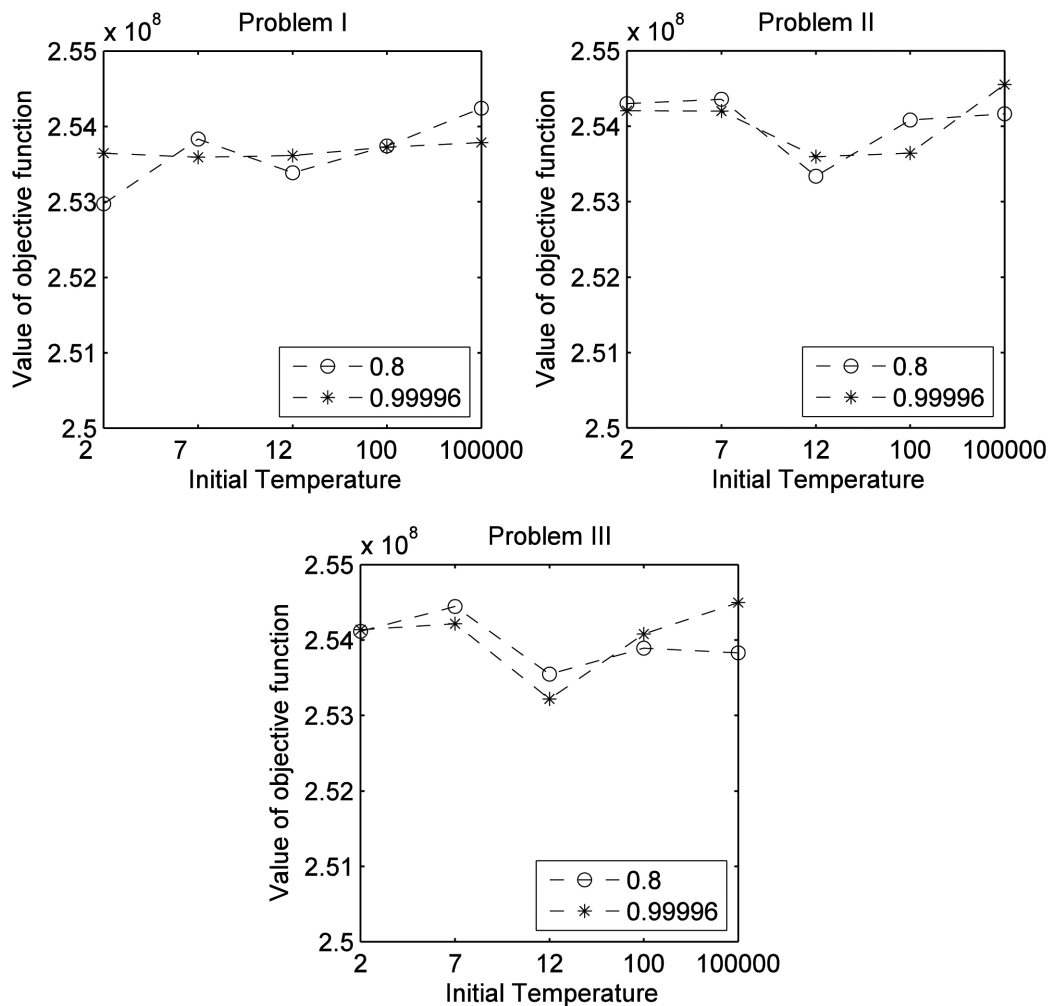 Problem I
x 10^8
Value of objective function
2.55
2.54
2.53
2.52
2.51
2.5
0.8
0.99996
2 7 12 100 100000
Initial Temperature
Problem II
x 10^8
Value of objective function
2.55
2.54
2.53
2.52
2.51
2.5
0.8
0.99996
2 7 12 100 100000
Initial Temperature
Problem III
x 10^8
Value of objective function
2.55
2.54
2.53
2.52
2.51
2.5
0.8
0.99996
2 7 12 100 100000
Initial Temperature